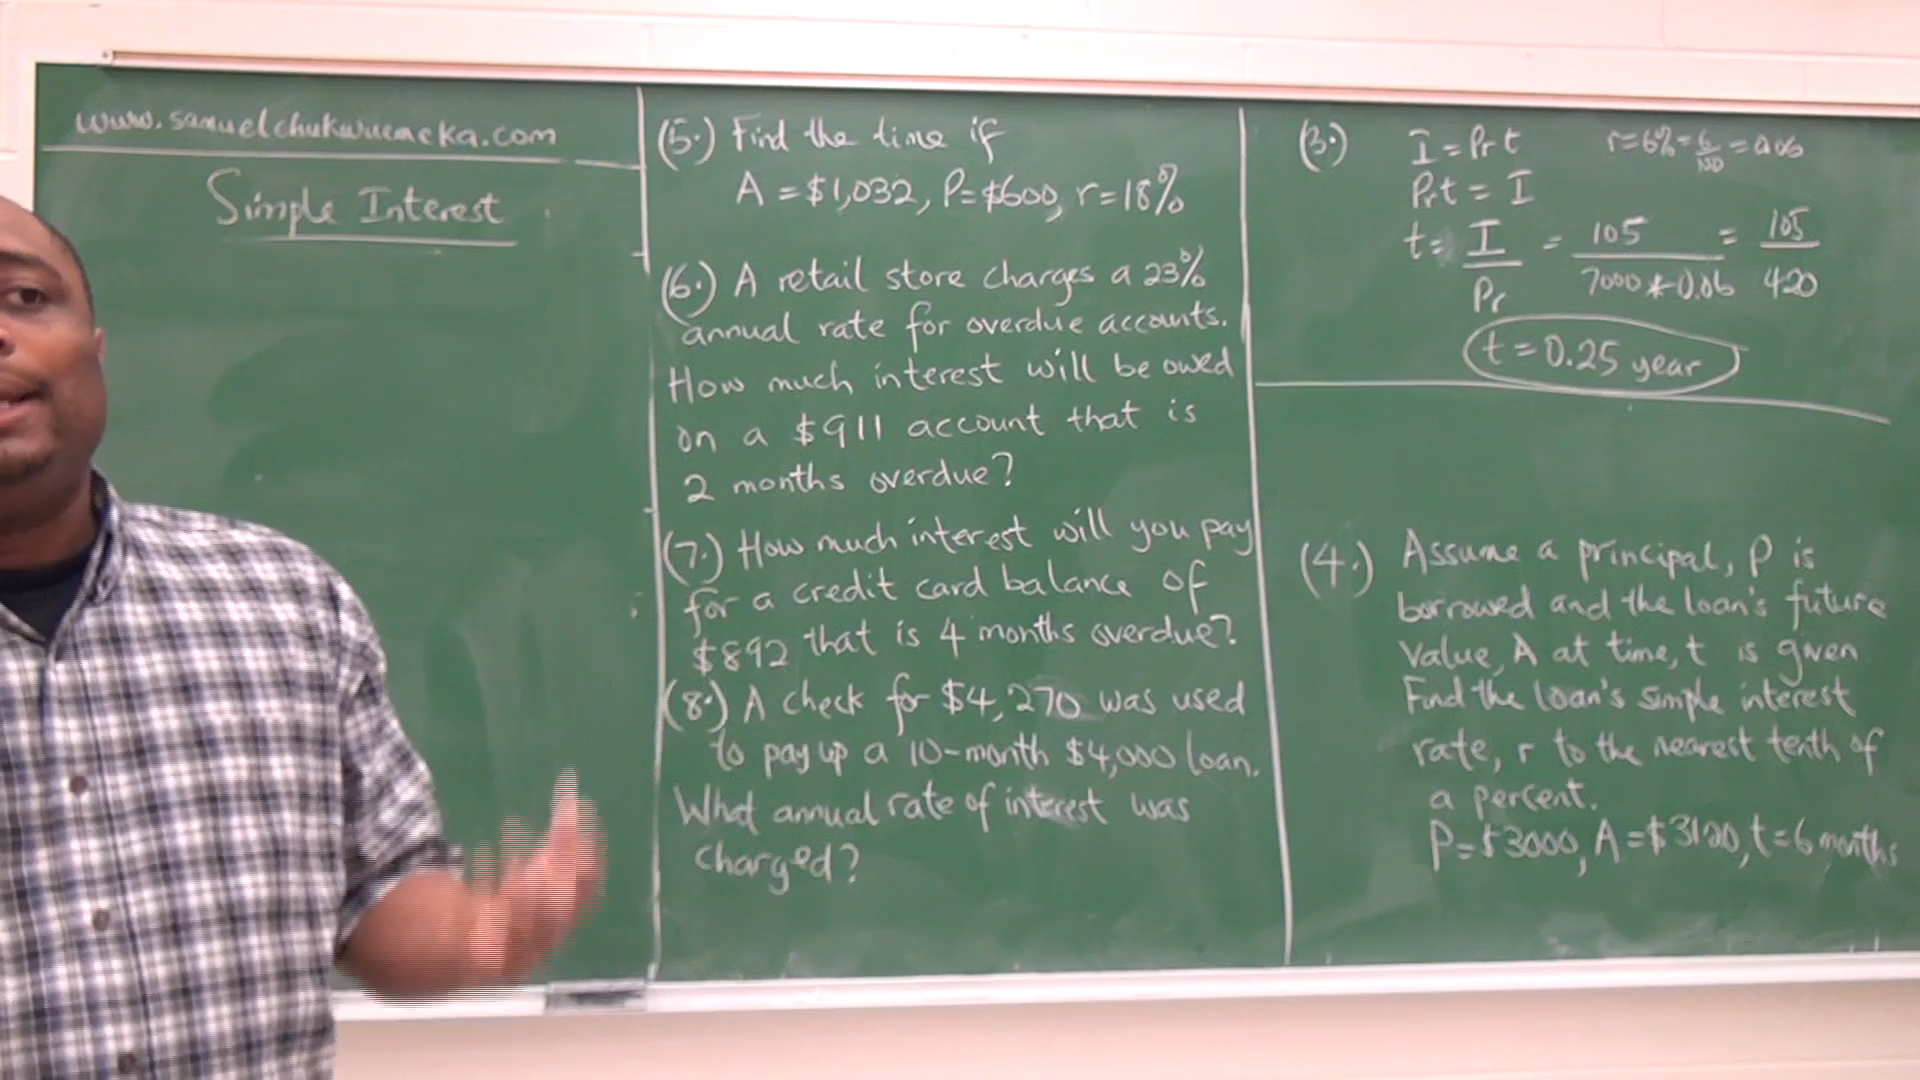 www.samuelchukwuemeka.com
Simple Interest
(5.) Find the time if
A = $1,032, P=$600, r=18%
(6.) A retail store charges a 23%
annual rate for overdue accounts.
How much interest will be owed
on a $911 account that is
2 months overdue?
(7.) How much interest will you pay
for a credit card balance of
$892 that is 4 months overdue?
(8.) A check for $4,270 was used
to pay up a 10-month $4,000 loan.
What annual rate of interest was
charged?
(3.) I = Prt r=6%=6/100=0.06
Prt = I
t= I/Pr = 105/7000*0.06 = 105/420
t=0.25 year
(4.) Assume a principal, P is
borrowed and the loan's future
value, A at time, t is given
Find the loan's simple interest
rate, r to the nearest tenth of
a percent.
P=$3000, A=$3100, t=6 months